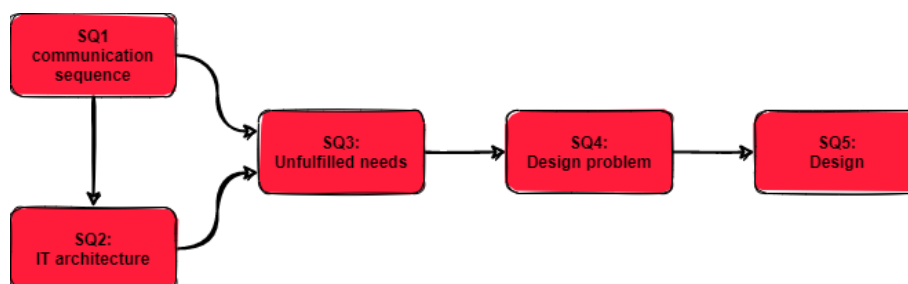 SQ1
communication
sequence
SQ3:
Unfulfilled needs
SQ4:
Design problem
SQ5:
Design
SQ2:
IT architecture